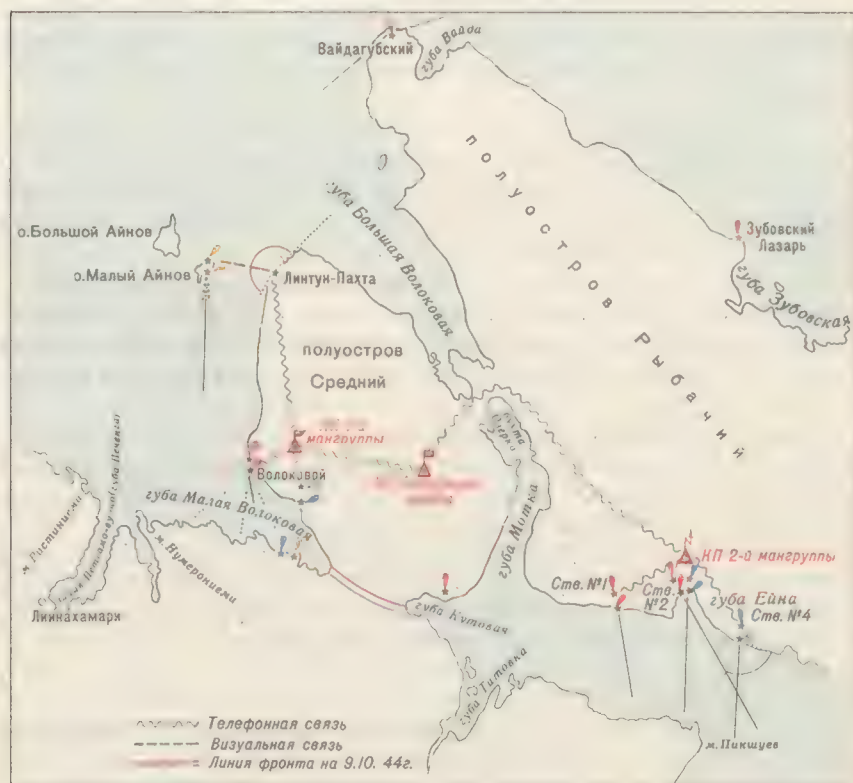 Вайдагубский
губа Вайда
полуостров Рыбачий
Зубовский
Лазарь
губа Зубовская
о.Большой Айнов
о.Малый Айнов
Линтун-Пахта
губа Большая Волоковая
полуостров
Средний
мангруппы
Волоковой
губа Малая Волоковая
м. Ристиниеми
Лиинахамари
м. Нумерониеми
губа Мотка
КП 2-й мангруппы
Ств. №1
Ств.
№2
губа Ейна
Ств. №4
губа Кутовая
губа Титовка
м. Пикшуев
Телефонная связь
Визуальная связь
Линия фронта на 9.10. 44г.